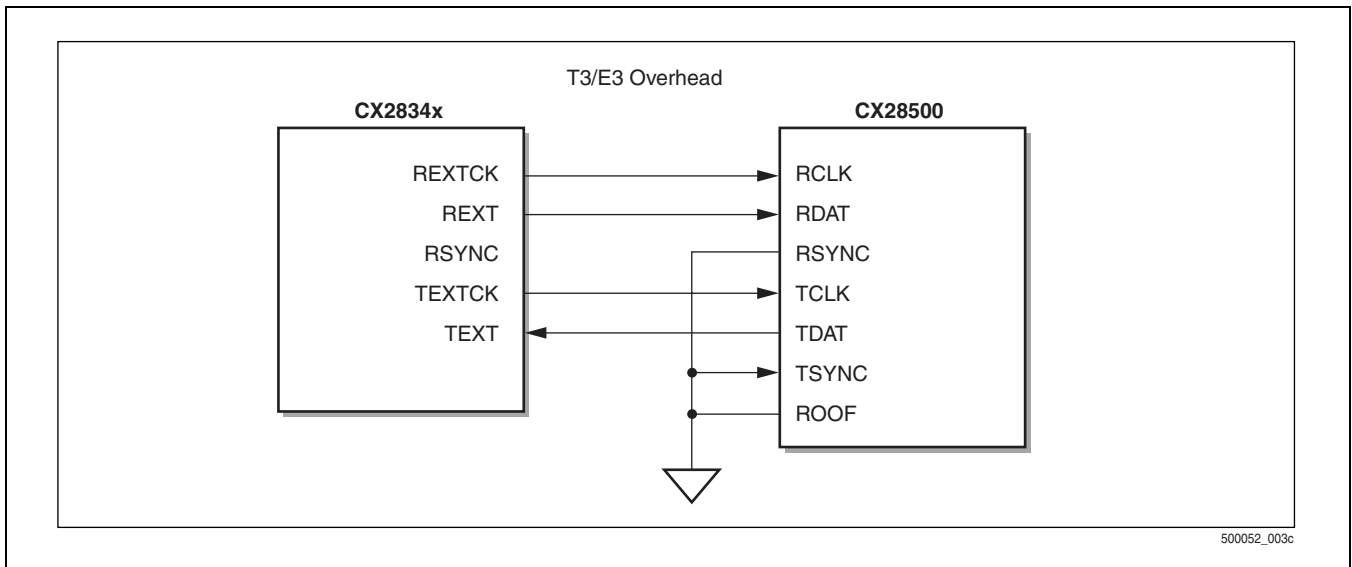 T3/E3 Overhead
CX2834x
REXTCK
REXT
RSYNC
TEXTCK
TEXT
CX28500
RCLK
RDAT
RSYNC
TCLK
TDAT
TSYNC
ROOF
500052_003c